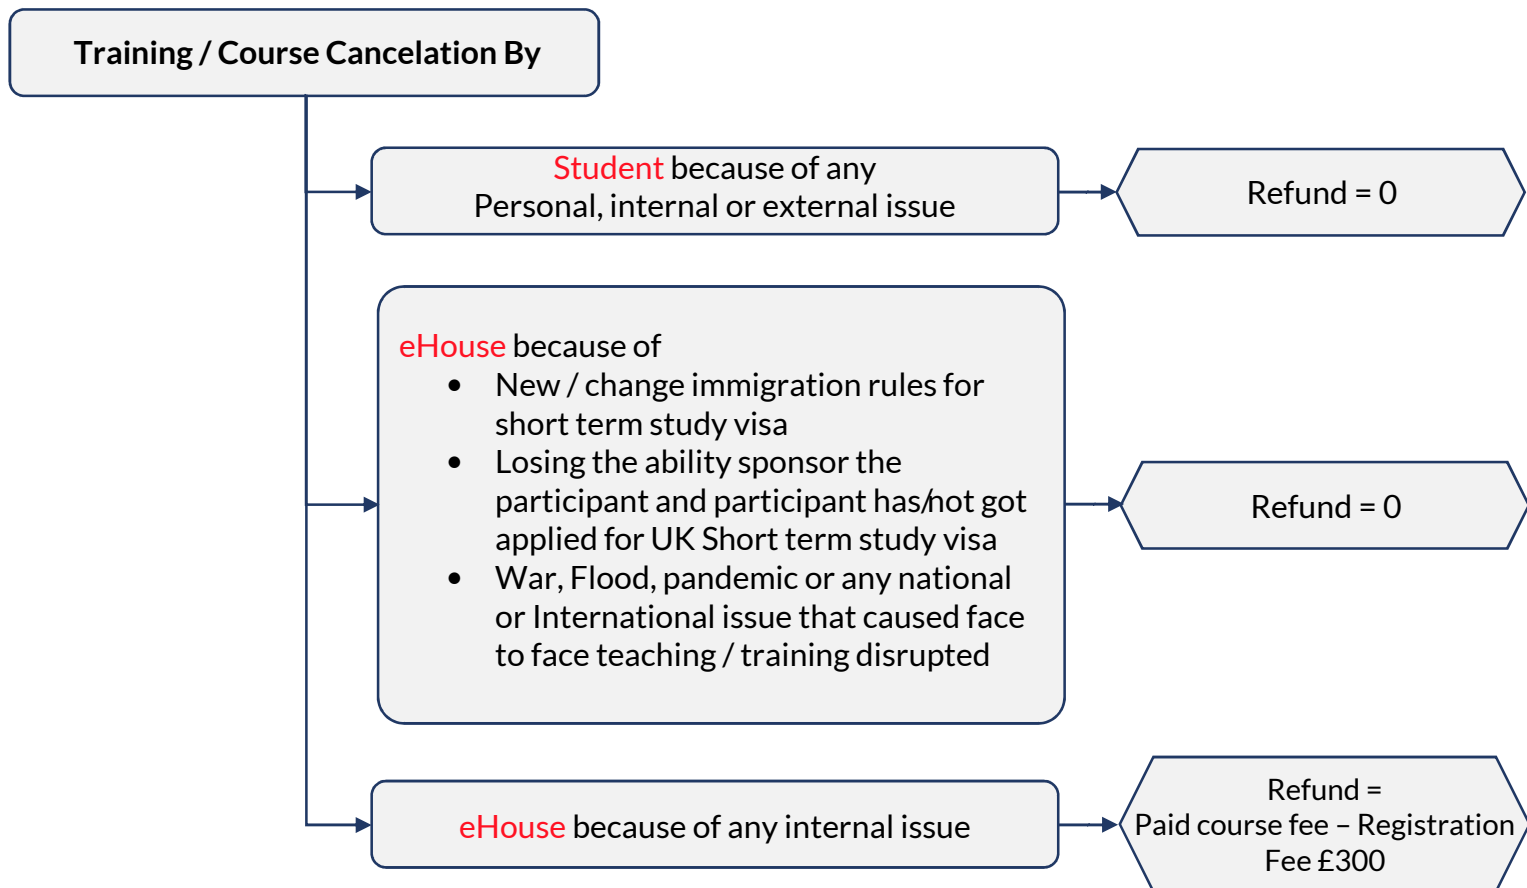 Training / Course Cancelation By
Student because of any
Personal, internal or external issue
Refund = 0
eHouse because of
• New / change immigration rules for
short term study visa
• Losing the ability sponsor the
participant and participant has/not got
applied for UK Short term study visa
• War, Flood, pandemic or any national
or International issue that caused face
to face teaching / training disrupted
Refund = 0
eHouse because of any internal issue
Refund =
Paid course fee – Registration
Fee £300